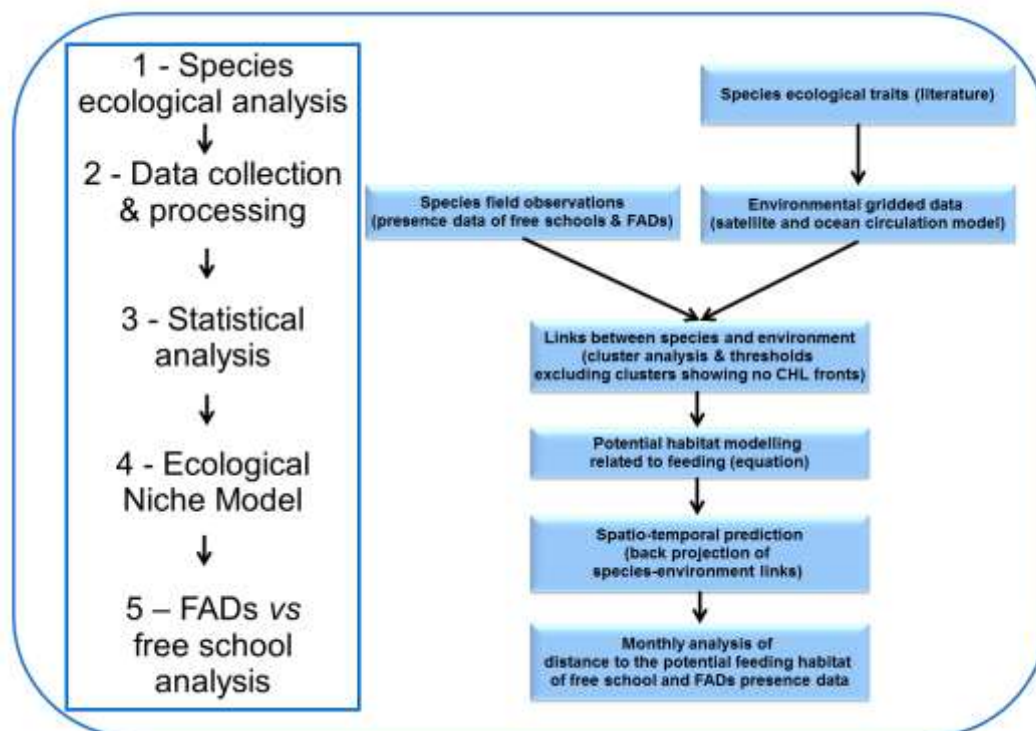 1 - Species
ecological analysis
2 - Data collection
& processing
3 - Statistical
analysis
4 - Ecological
Niche Model
5 – FADs vs
free school
analysis
Species ecological traits (literature)
Species field observations
(presence data of free schools & FADs)
Environmental gridded data
(satellite and ocean circulation model)
Links between species and environment
(cluster analysis & thresholds
excluding clusters showing no CHL fronts)
Potential habitat modelling
related to feeding (equation)
Spatio-temporal prediction
(back projection of
species-environment links)
Monthly analysis of
distance to the potential feeding habitat
of free school and FADs presence data